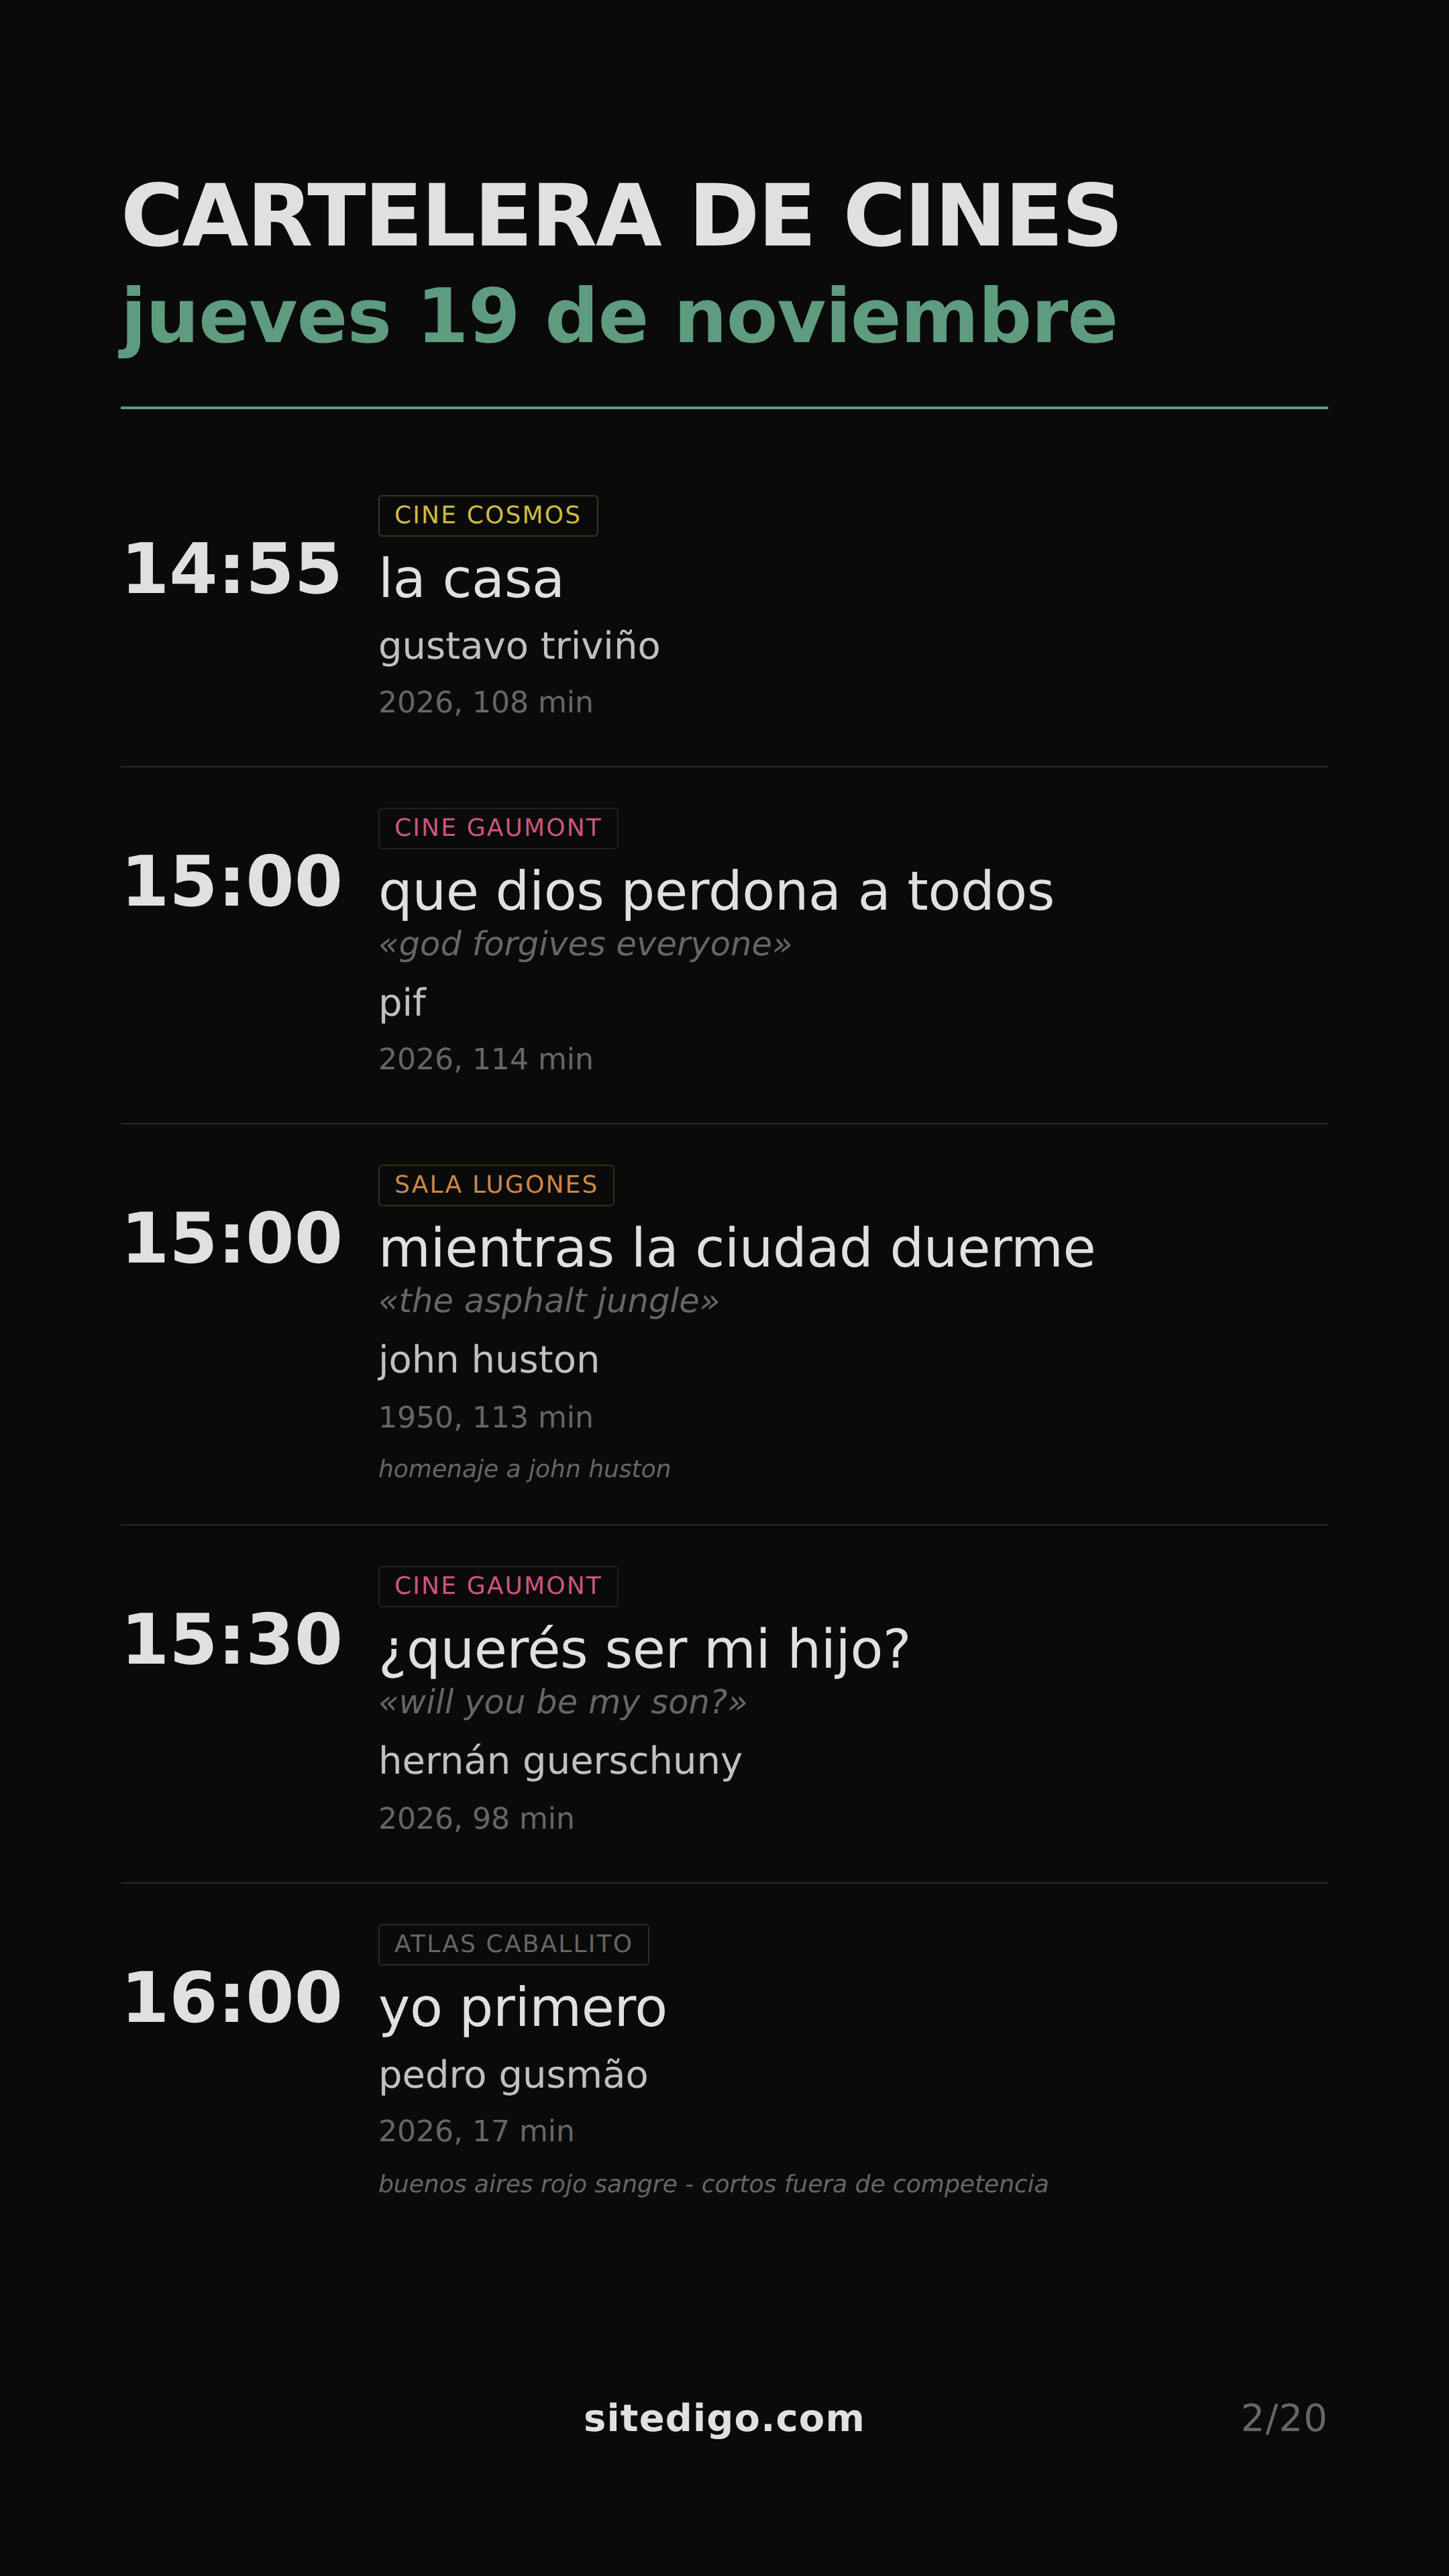 CARTELERA DE CINES
jueves 19 de noviembre
CINE COSMOS
14:55
la casa
gustavo triviño
2026, 108 min
CINE GAUMONT
15:00
que dios perdona a todos
«god forgives everyone»
pif
2026, 114 min
SALA LUGONES
15:00
mientras la ciudad duerme
«the asphalt jungle»
john huston
1950, 113 min
homenaje a john huston
CINE GAUMONT
15:30
¿querés ser mi hijo?
«will you be my son?»
hernán guerschuny
2026, 98 min
ATLAS CABALLITO
16:00
yo primero
pedro gusmão
2026, 17 min
buenos aires rojo sangre - cortos fuera de competencia
sitedigo.com
2/20